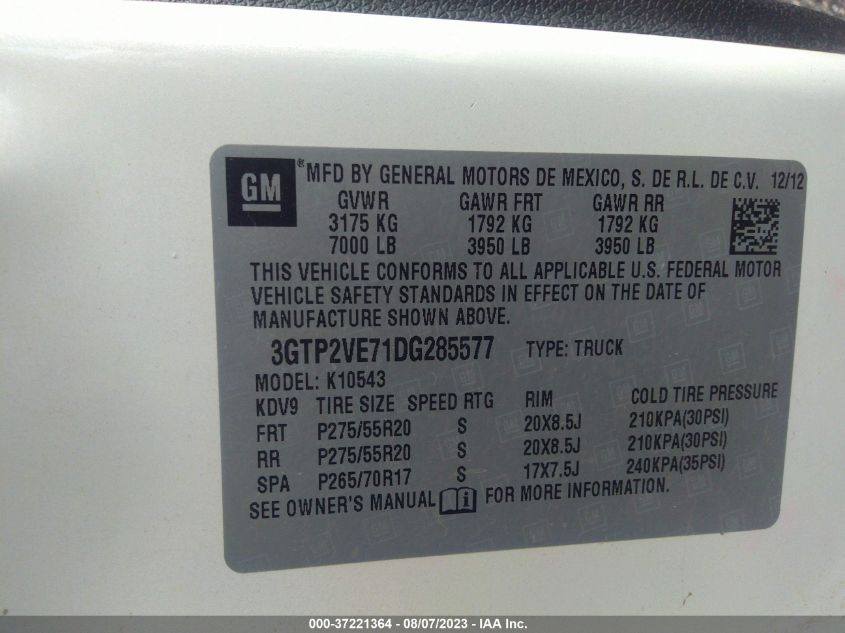 GM ® MFD BY GENERAL MOTORS DE MEXICO, S. DE R.L. DE C.V. 12/12
GVWR GAWR FRT GAWR RR
3175 KG 1792 KG 1792 KG
7000 LB 3950 LB 3950 LB
THIS VEHICLE CONFORMS TO ALL APPLICABLE U.S. FEDERAL MOTOR
VEHICLE SAFETY STANDARDS IN EFFECT ON THE DATE OF
MANUFACTURE SHOWN ABOVE.
3GTP2VE71DG285577 TYPE: TRUCK
MODEL: K10543
KDV9 TIRE SIZE SPEED RTG RIM COLD TIRE PRESSURE
FRT P275/55R20 S 20X8.5J 210KPA(30PSI)
RR P275/55R20 S 20X8.5J 210KPA(30PSI)
SPA P265/70R17 S 17X7.5J 240KPA(35PSI)
SEE OWNER'S MANUAL FOR MORE INFORMATION.
000-37221364 - 08/07/2023 - IAA Inc.